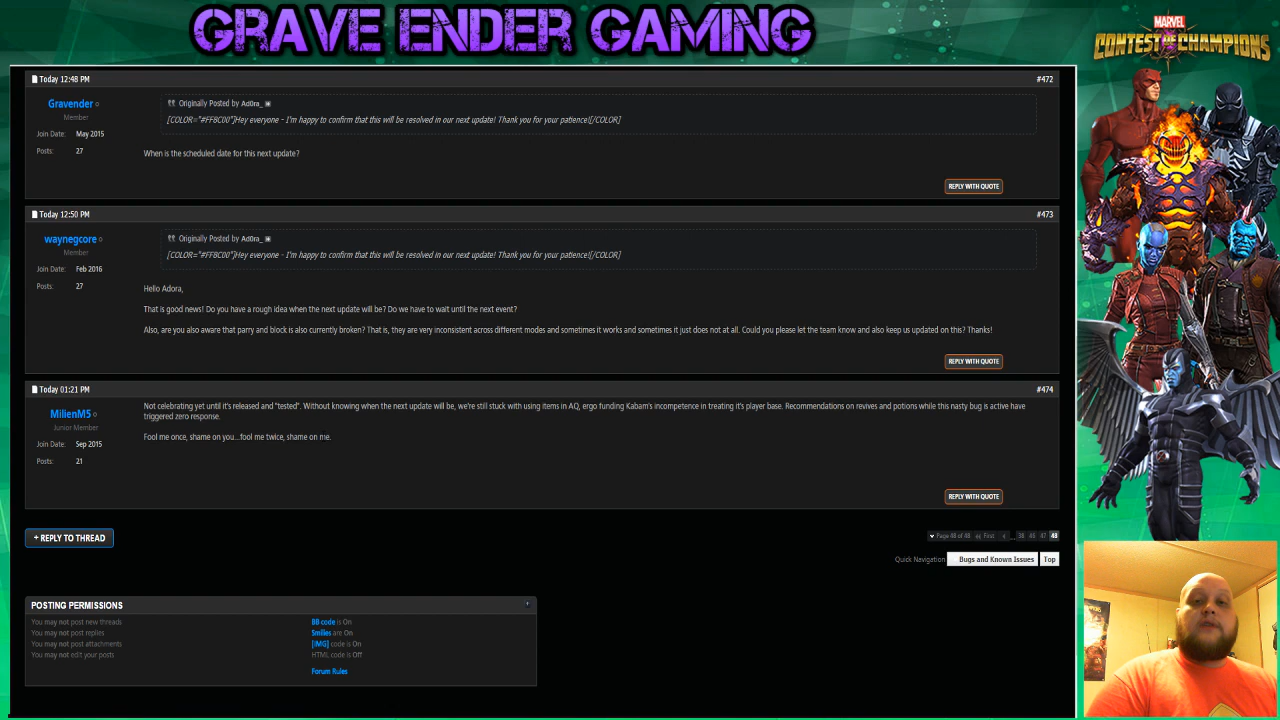 GRAVE ENDER GAMING
MARVEL
CONTEST OF CHAMPIONS
Today 12:48 PM
#472
Gravender
Member
Join Date: May 2015
Posts: 27
Originally Posted by Ad0ra_
[COLOR="#FF8C00"]Hey everyone - I'm happy to confirm that this will be resolved in our next update! Thank you for your patience![/COLOR]
When is the scheduled date for this next update?
REPLY WITH QUOTE
Today 12:50 PM
#473
waynegcore
Member
Join Date: Feb 2016
Posts: 27
Originally Posted by Ad0ra_
[COLOR="#FF8C00"]Hey everyone - I'm happy to confirm that this will be resolved in our next update! Thank you for your patience![/COLOR]
Hello Adora,
That is good news! Do you have a rough idea when the next update will be? Do we have to wait until the next event?
Also, are you also aware that parry and block is also currently broken? That is, they are very inconsistent across different modes and sometimes it works and sometimes it just does not at all. Could you please let the team know and also keep us updated on this? Thanks!
REPLY WITH QUOTE
Today 01:21 PM
#474
MilienM5
Junior Member
Join Date: Sep 2015
Posts: 21
Not celebrating yet until it's released and "tested". Without knowing when the next update will be, we're still stuck with using items in AQ, ergo funding Kabam's incompetence in treating it's player base. Recommendations on revives and potions while this nasty bug is active have
triggered zero response.
Fool me once, shame on you...fool me twice, shame on me.
REPLY WITH QUOTE
+ REPLY TO THREAD
Page 48 of 48 First ... 38 46 47 48
Quick Navigation Bugs and Known Issues Top
POSTING PERMISSIONS
You may not post new threads
You may not post replies
You may not post attachments
You may not edit your posts
BB code is On
Smilies are On
[IMG] code is On
HTML code is Off
Forum Rules